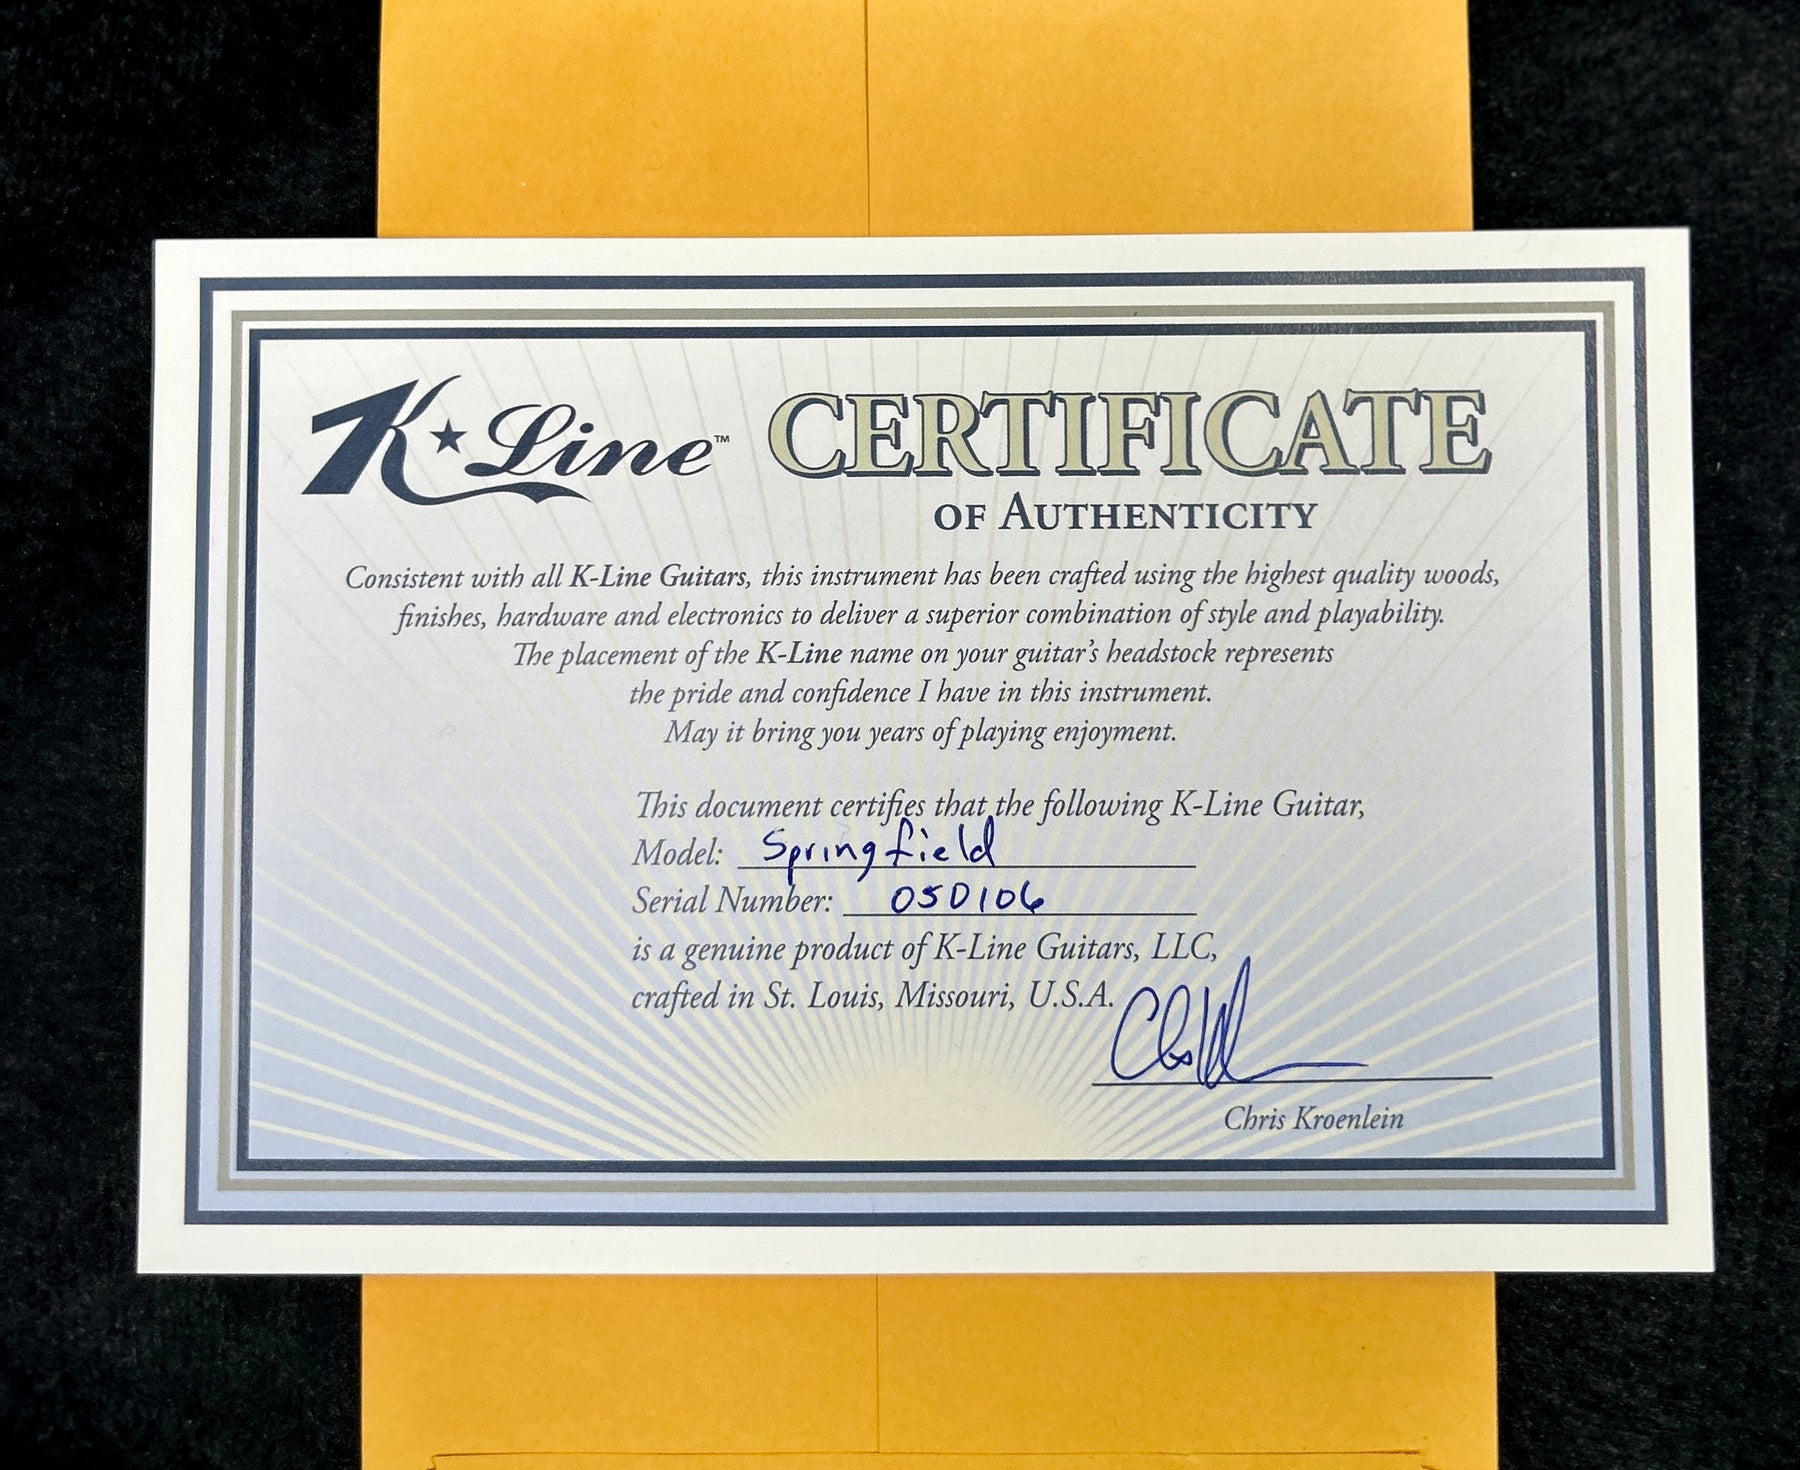 K★Line™ CERTIFICATE
OF AUTHENTICITY
Consistent with all K-Line Guitars, this instrument has been crafted using the highest quality woods,
finishes, hardware and electronics to deliver a superior combination of style and playability.
The placement of the K-Line name on your guitar's headstock represents
the pride and confidence I have in this instrument.
May it bring you years of playing enjoyment.
This document certifies that the following K-Line Guitar,
Model: Springfield
Serial Number: 050106
is a genuine product of K-Line Guitars, LLC,
crafted in St. Louis, Missouri, U.S.A.
Chris Kroenlein